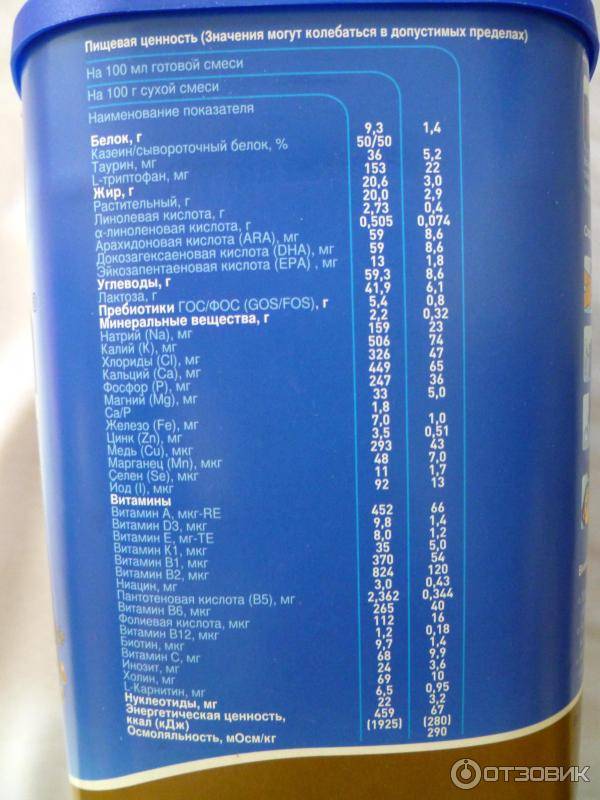 Пищевая ценность (Значения могут колебаться в допустимых пределах)
На 100 мл готовой смеси
На 100 г сухой смеси
Наименование показателя
Белок, г 9,3 1,4
Казеин/сывороточный белок, % 50/50
Таурин, мг 36 5,2
L-триптофан, мг 153 22
Жир, г 20,6 3,0
Растительный, г 20,0 2,9
Линолевая кислота, г 2,73 0,4
α-линоленовая кислота, г 0,505 0,074
Арахидоновая кислота (ARA), мг 59 8,6
Докозагексаеновая кислота (DHA), мг 59 8,6
Эйкозапентаеновая кислота (EPA) , мг 13 1,8
Углеводы, г 59,3 8,6
Лактоза, г 41,9 6,1
Пребиотики ГОС/ФОС (GOS/FOS), г 5,4 0,8
Минеральные вещества, г 2,2 0,32
Натрий (Na), мг 159 23
Калий (K), мг 506 74
Хлориды (Cl), мг 326 47
Кальций (Ca), мг 449 65
Фосфор (P), мг 247 36
Магний (Mg), мг 33 5,0
Ca/P 1,8
Железо (Fe), мг 7,0 1,0
Цинк (Zn), мг 3,5 0,51
Медь (Cu), мкг 293 43
Марганец (Mn), мкг 48 7,0
Селен (Se), мкг 11 1,7
Йод (I), мкг 92 13
Витамины
Витамин А, мкг-RE 452 66
Витамин D3, мкг 9,8 1,4
Витамин Е, мг-ТЕ 8,0 1,2
Витамин К1, мкг 35 5,0
Витамин В1, мкг 370 54
Витамин В2, мкг 824 120
Ниацин, мг 3,0 0,43
Пантотеновая кислота (В5), мг 2,362 0,344
Витамин В6, мкг 265 40
Фолиевая кислота, мкг 112 16
Витамин В12, мкг 1,2 0,18
Биотин, мкг 9,7 1,4
Витамин С, мг 68 9,9
Инозит, мг 24 3,6
Холин, мг 69 10
L-Карнитин, мг 6,5 0,95
Нуклеотиды, мг 22 3,2
Энергетическая ценность, 459 67
ккал (кДж) (1925) (280)
Осмоляльность, мОсм/кг 290
ОТЗОВИК